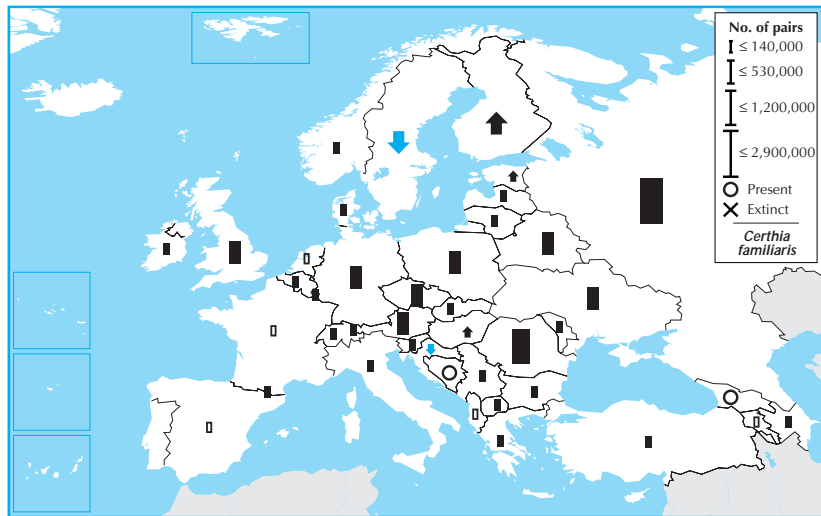 No. of pairs
≤ 140,000
≤ 530,000
≤ 1,200,000
≤ 2,900,000
Present
Extinct
Certhia
familiaris